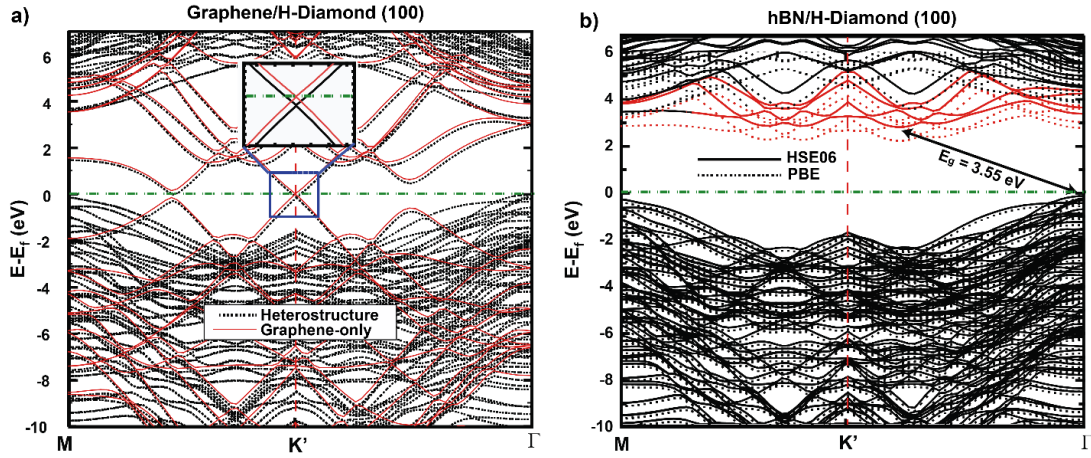 a)
Graphene/H-Diamond (100)
6
4
2
0
-2
-4
-6
-8
-10
E-E_f (eV)
Heterostructure
Graphene-only
M
K’
Γ
b)
hBN/H-Diamond (100)
6
4
2
0
-2
-4
-6
-8
-10
E-E_f (eV)
HSE06
PBE
E_g = 3.55 eV
M
K’
Γ